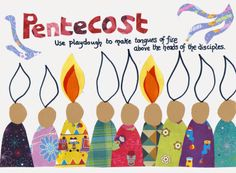 Pentecost
Use playdough to make tongues of fire
above the heads of the disciples.